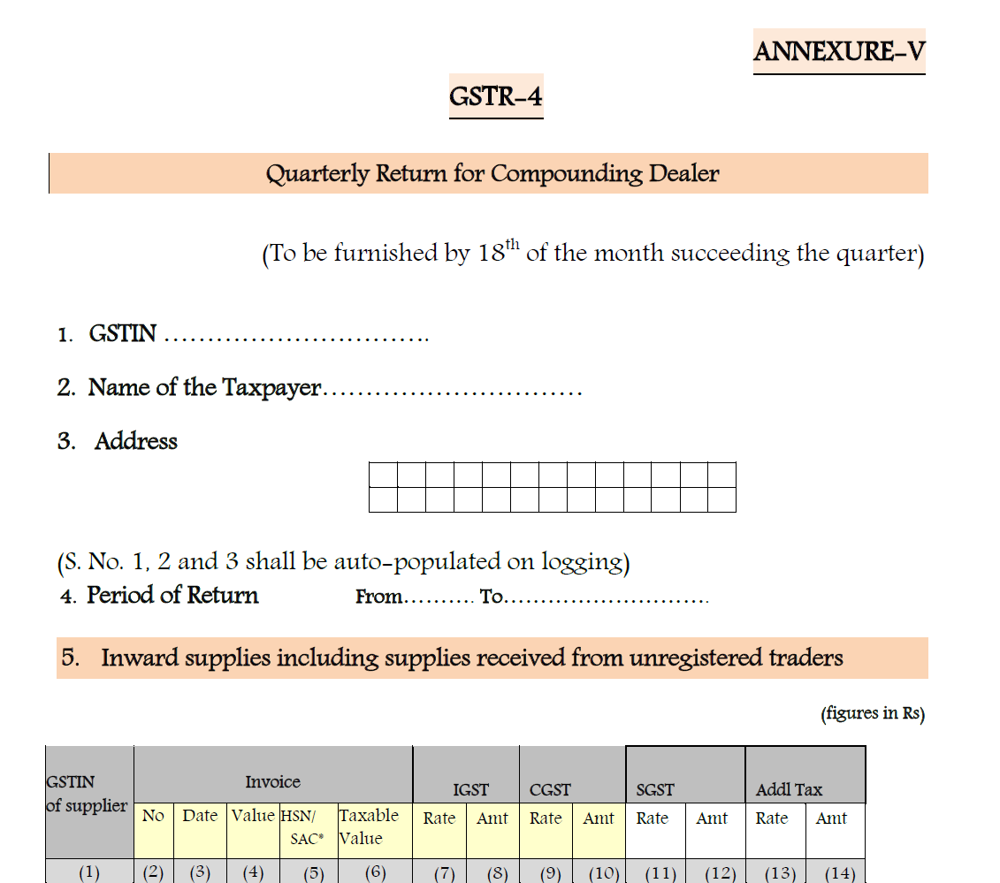 ANNEXURE-V
GSTR-4
Quarterly Return for Compounding Dealer
(To be furnished by 18th of the month succeeding the quarter)
1. GSTIN ................................
2. Name of the Taxpayer..............................
3. Address
(S. No. 1, 2 and 3 shall be auto-populated on logging)
4. Period of Return From.......... To............................
5. Inward supplies including supplies received from unregistered traders
(figures in Rs)
GSTIN of supplier
Invoice
IGST CGST SGST Addl Tax
No Date Value HSN/ SAC* Taxable Value Rate Amt Rate Amt Rate Amt Rate Amt
(1) (2) (3) (4) (5) (6) (7) (8) (9) (10) (11) (12) (13) (14)